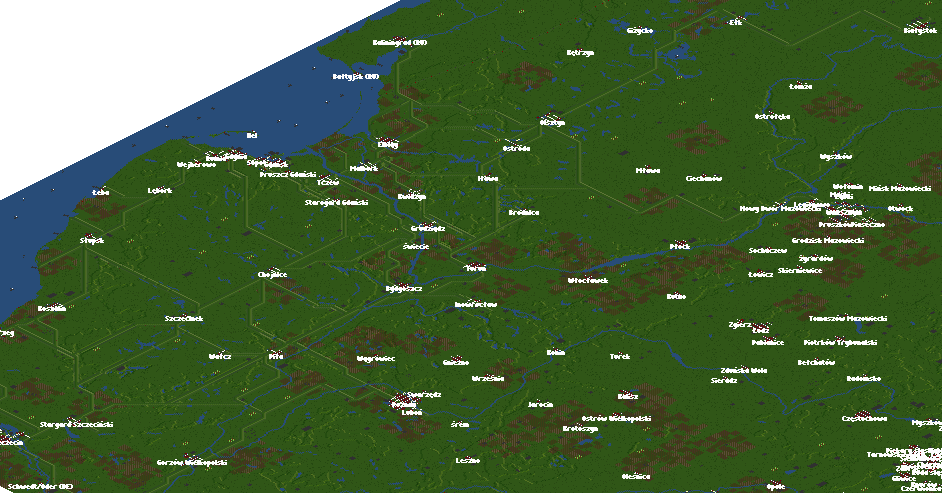 Ełk
Giżycko
Białystok
Kaliningrad (RU)
Kętrzyn
Bałtyjsk (RU)
Łomża
Ostrołęka
Olsztyn
Hel
Elbląg
Ostróda
Wyszków
Wejherowo
Gdynia
Gdańsk
Malbork
Mława
Pruszcz Gdański
Tczew
Iława
Ciechanów
Wołomin
Mińsk Mazowiecki
Łeba
Lębork
Kwidzyn
Starogard Gdański
Nowy Dwór Mazowiecki
Legionowo
Otwock
Warszawa
Brodnica
Grudziądz
Pruszków
Piaseczno
Słupsk
Świecie
Płock
Grodzisk Mazowiecki
Sochaczew
Żyrardów
Toruń
Chojnice
Łowicz
Skierniewice
Włocławek
Bydgoszcz
Kutno
Koszalin
Inowrocław
Szczecinek
Tomaszów Mazowiecki
Zgierz
Łódź
Pabianice
Piotrków Trybunalski
Wałcz
Piła
Wągrowiec
Gniezno
Konin
Turek
Bełchatów
Zduńska Wola
Września
Sieradz
Radomsko
Swarzędz
Poznań
Luboń
Kalisz
Jarocin
Ostrów Wielkopolski
Częstochowa
Stargard Szczeciński
Śrem
Krotoszyn
Gorzów Wielkopolski
Leszno
Oleśnica
Gliwice
Schwedt/Oder (DE)
Opole